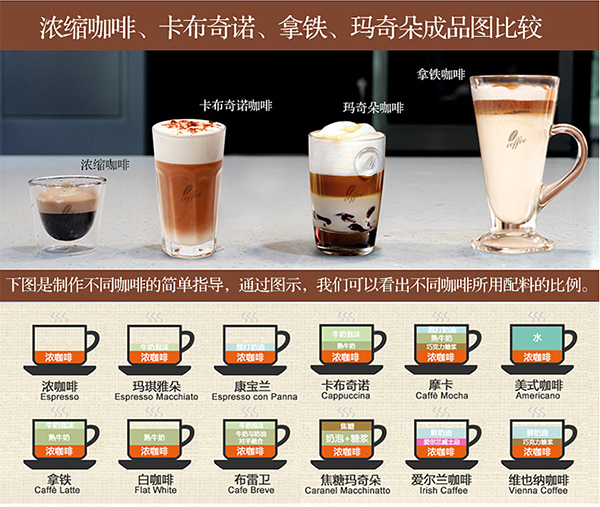 浓缩咖啡、卡布奇诺、拿铁、玛奇朵成品图比较
拿铁咖啡
卡布奇诺咖啡
玛奇朵咖啡
浓缩咖啡
coffee
coffee
coffee
下图是制作不同咖啡的简单指导，通过图示，我们可以看出不同咖啡所用配料的比例。
浓咖啡
牛奶泡沫
浓咖啡
搅打奶油
浓咖啡
牛奶泡沫
热牛奶
浓咖啡
搅打奶油
热牛奶
巧克力糖浆
浓咖啡
水
浓咖啡
浓咖啡
Espresso
玛琪雅朵
Espresso Macchiato
康宝兰
Espresso con Panna
卡布奇诺
Cappuccina
摩卡
Caffè Mocha
美式咖啡
Americano
牛奶泡沫
热牛奶
浓咖啡
热牛奶
浓咖啡
牛奶泡沫
牛奶与奶油
对半融合
浓咖啡
焦糖
奶泡+糖浆
浓咖啡
鲜奶油
爱尔兰威士忌
浓咖啡
鲜奶油
巧克力糖浆
浓咖啡
拿铁
Caffè Latte
白咖啡
Flat White
布雷卫
Cafe Breve
焦糖玛奇朵
Caranel Macchinatto
爱尔兰咖啡
Irish Caffee
维也纳咖啡
Vienna Coffee